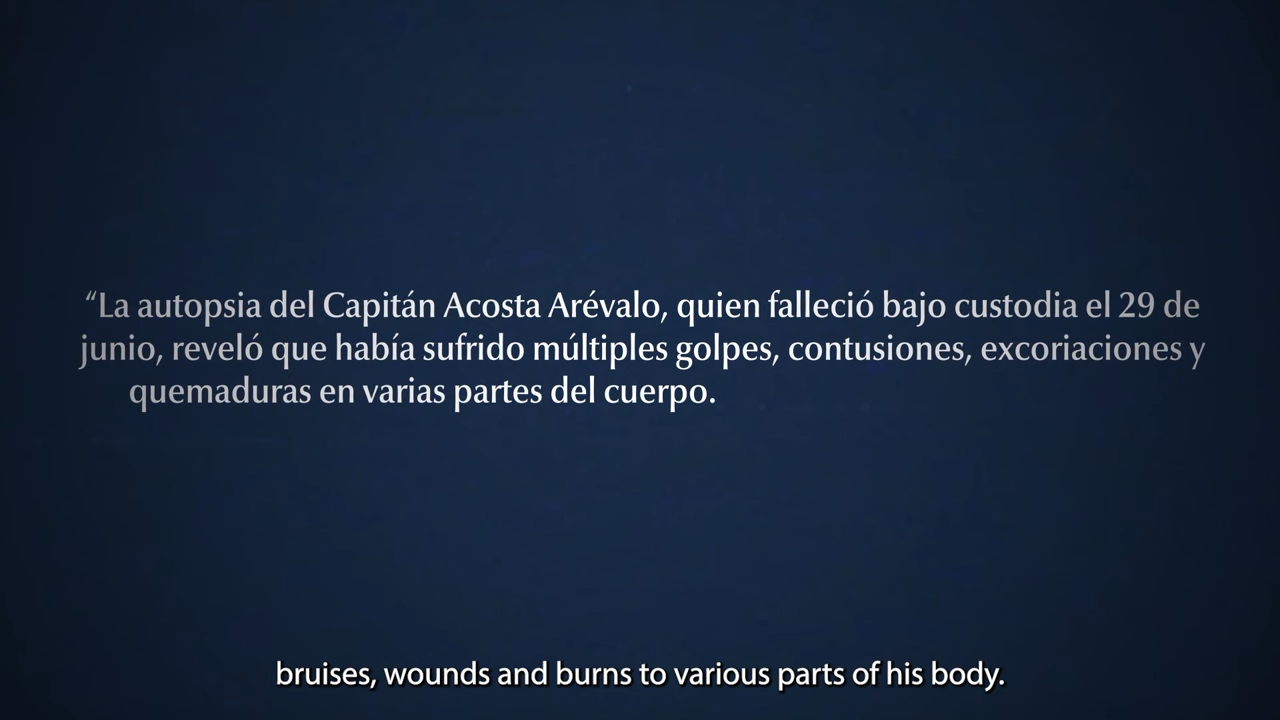 “La autopsia del Capitán Acosta Arévalo, quien falleció bajo custodia el 29 de
junio, reveló que había sufrido múltiples golpes, contusiones, excoriaciones y
quemaduras en varias partes del cuerpo.
bruises, wounds and burns to various parts of his body.